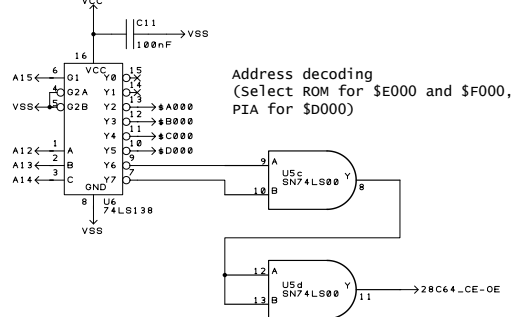 VCC
C11
VSS
100nF
16
VCC
A15 6 G1 Y0 15
4 G2A Y1 14
VSS 5 G2B Y2 13 $A000
Y3 12 $B000
Y4 11 $C000
A12 1 A Y5 10 $D000
A13 2 B Y6 9
A14 3 C Y7 7
GND
8 U6
74LS138
VSS
Address decoding
(Select ROM for $E000 and $F000,
PIA for $D000)
9 A
U5c Y
SN74LS00 8
10 B
12 A
U5d Y
SN74LS00 11 28C64_CE-OE
13 B